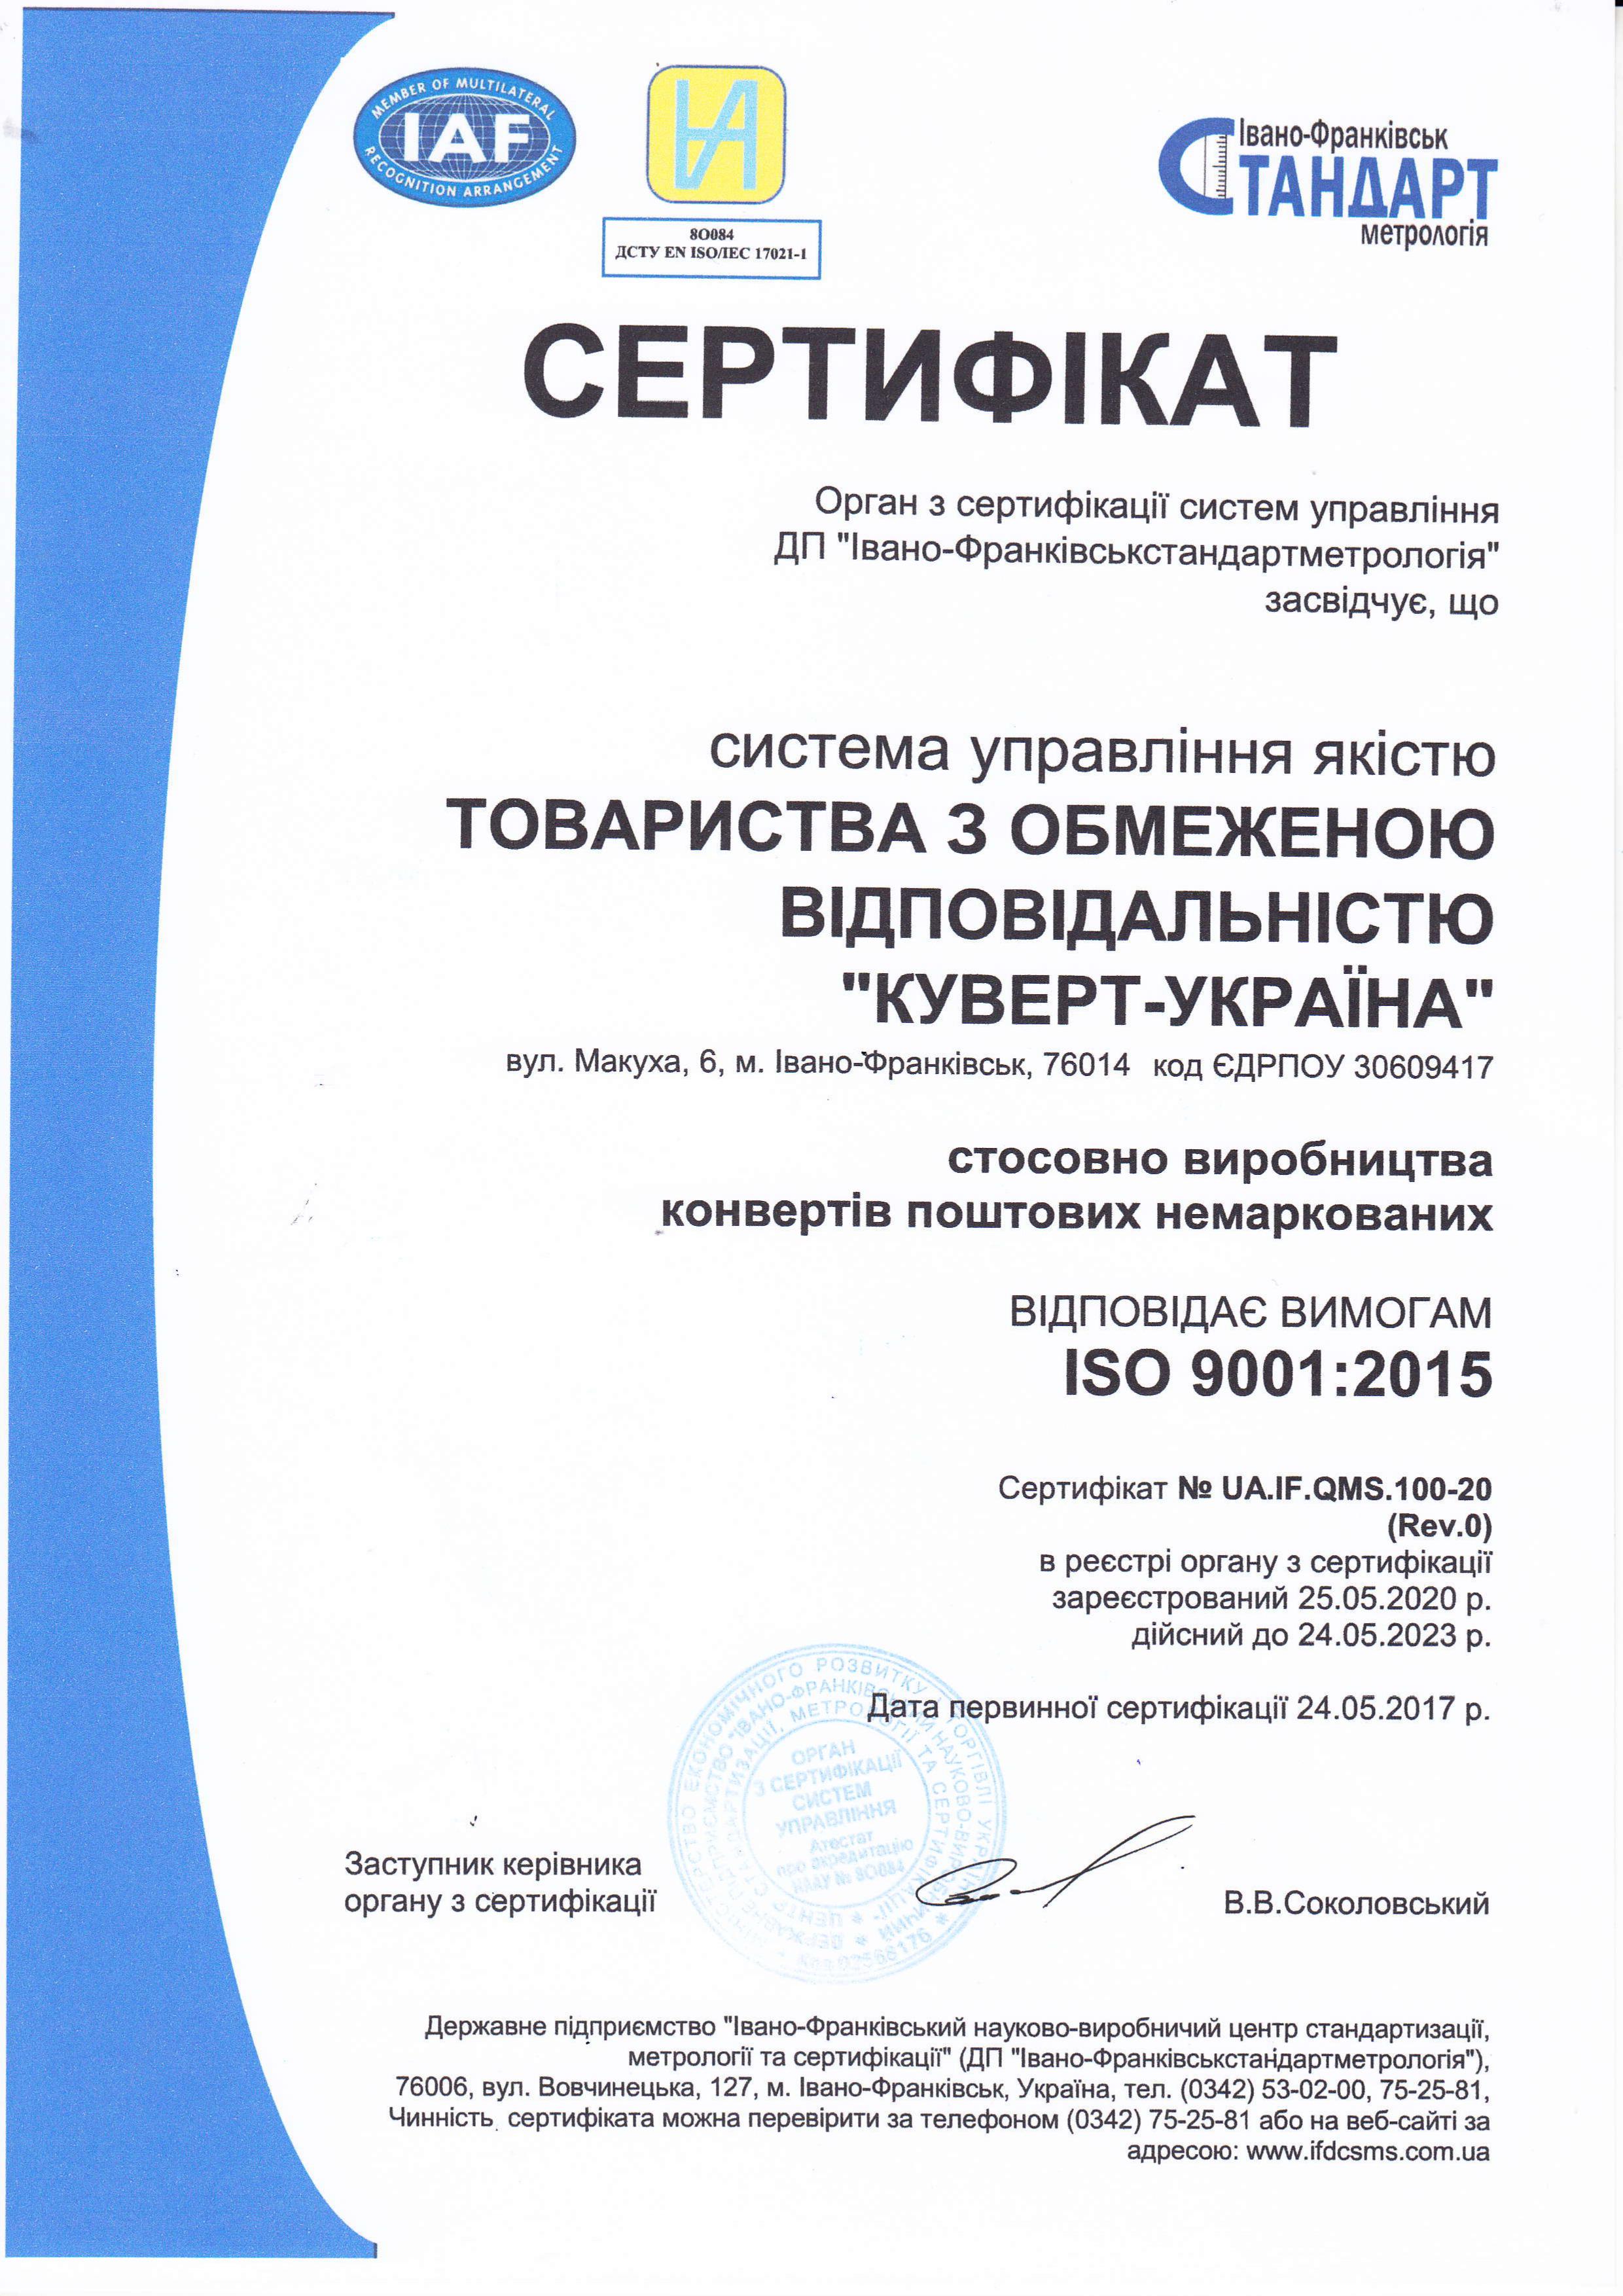 MEMBER OF MULTILATERAL
IAF
RECOGNITION ARRANGEMENT
8О084
ДСТУ EN ISO/IEC 17021-1
Івано-Франківськ
СТАНДАРТ
метрологія
СЕРТИФІКАТ
Орган з сертифікації систем управління
ДП "Івано-Франківськстандартметрологія"
засвідчує, що
система управління якістю
ТОВАРИСТВА З ОБМЕЖЕНОЮ
ВІДПОВІДАЛЬНІСТЮ
"КУВЕРТ-УКРАЇНА"
вул. Макуха, 6, м. Івано-Франківськ, 76014 код ЄДРПОУ 30609417
стосовно виробництва
конвертів поштових немаркованих
ВІДПОВІДАЄ ВИМОГАМ
ISO 9001:2015
Сертифікат № UA.IF.QMS.100-20
(Rev.0)
в реєстрі органу з сертифікації
зареєстрований 25.05.2020 р.
дійсний до 24.05.2023 р.
Дата первинної сертифікації 24.05.2017 р.
ОРГАН
З СЕРТИФІКАЦІЇ
СИСТЕМ
УПРАВЛІННЯ
Атестат
про акредитацію
НААУ № 8О084
Заступник керівника
органу з сертифікації
В.В.Соколовський
Державне підприємство "Івано-Франківський науково-виробничий центр стандартизації,
метрології та сертифікації" (ДП "Івано-Франківськстандартметрологія"),
76006, вул. Вовчинецька, 127, м. Івано-Франківськ, Україна, тел. (0342) 53-02-00, 75-25-81,
Чинність сертифіката можна перевірити за телефоном (0342) 75-25-81 або на веб-сайті за
адресою: www.ifdcsms.com.ua